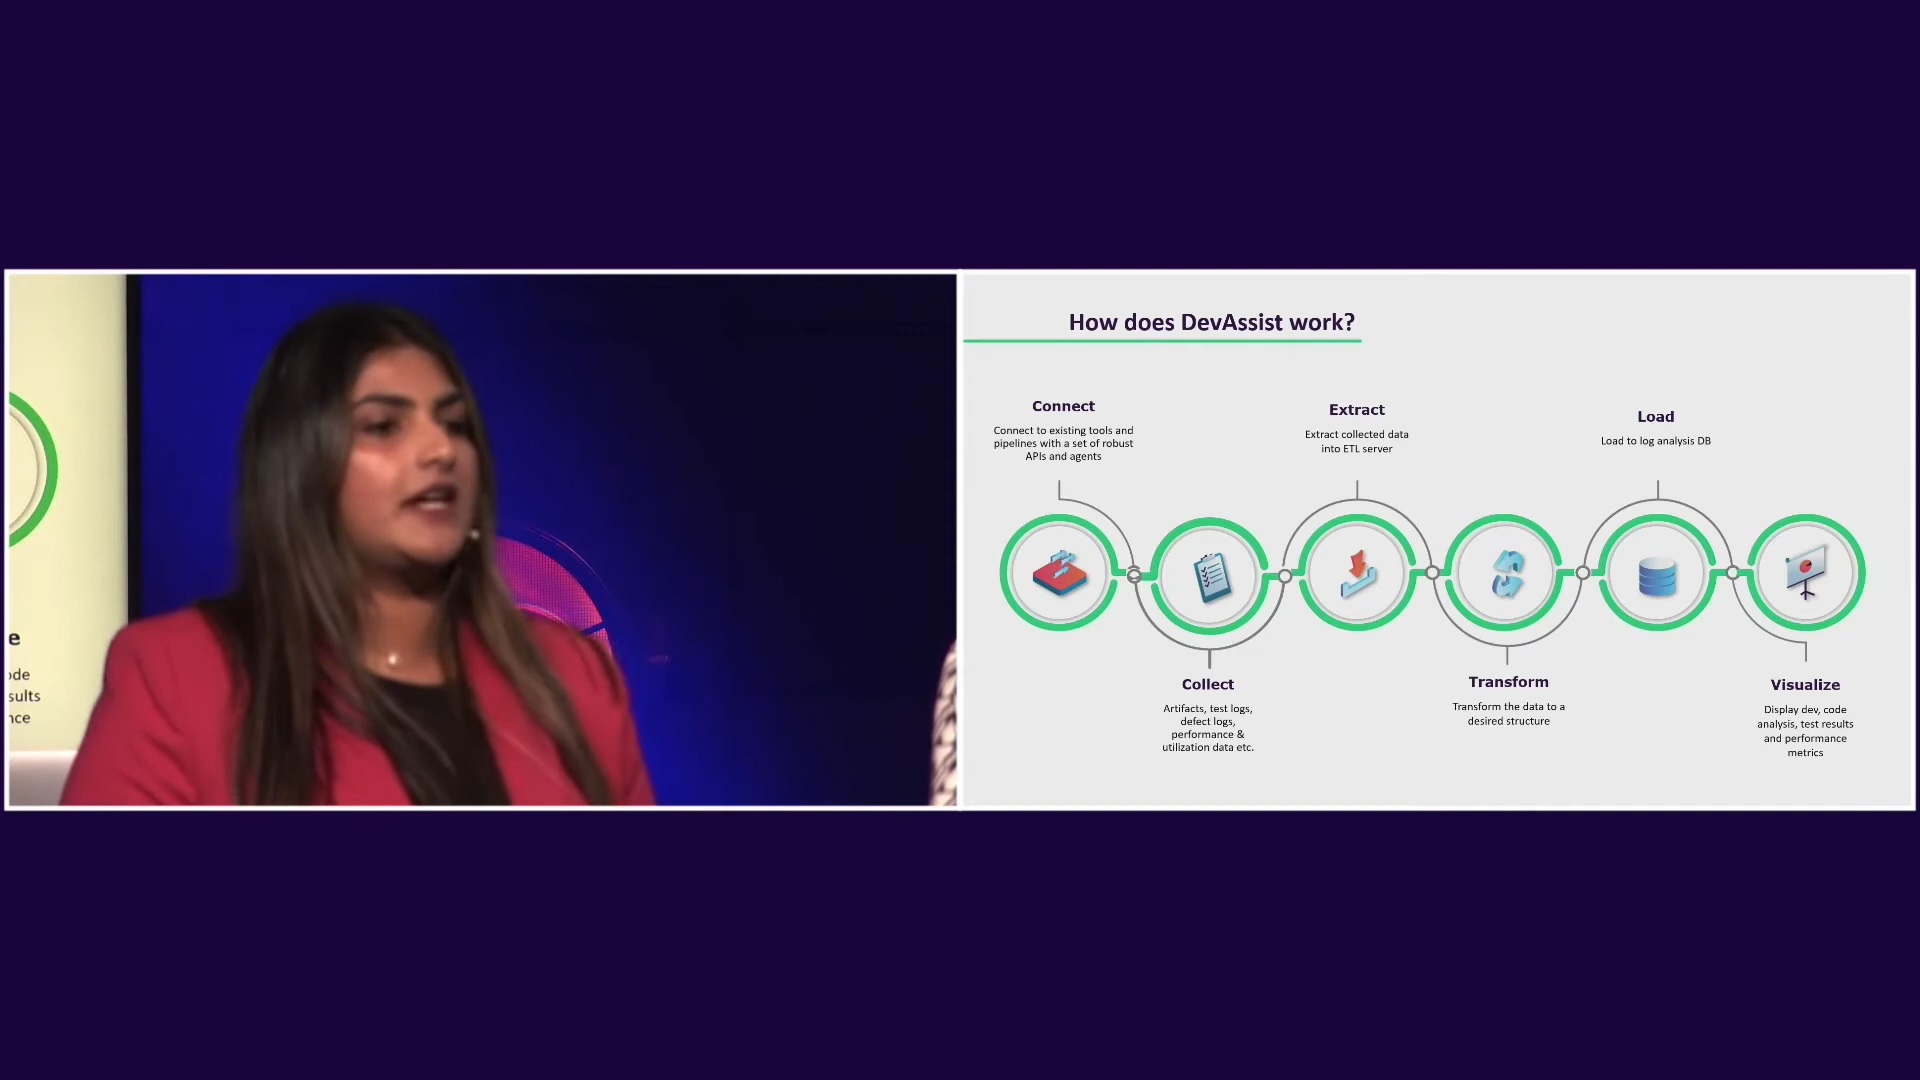 e
ode
sults
nce
How does DevAssist work?
Connect
Connect to existing tools and
pipelines with a set of robust
APIs and agents
Collect
Artifacts, test logs,
defect logs,
performance &
utilization data etc.
Extract
Extract collected data
into ETL server
Transform
Transform the data to a
desired structure
Load
Load to log analysis DB
Visualize
Display dev, code
analysis, test results
and performance
metrics